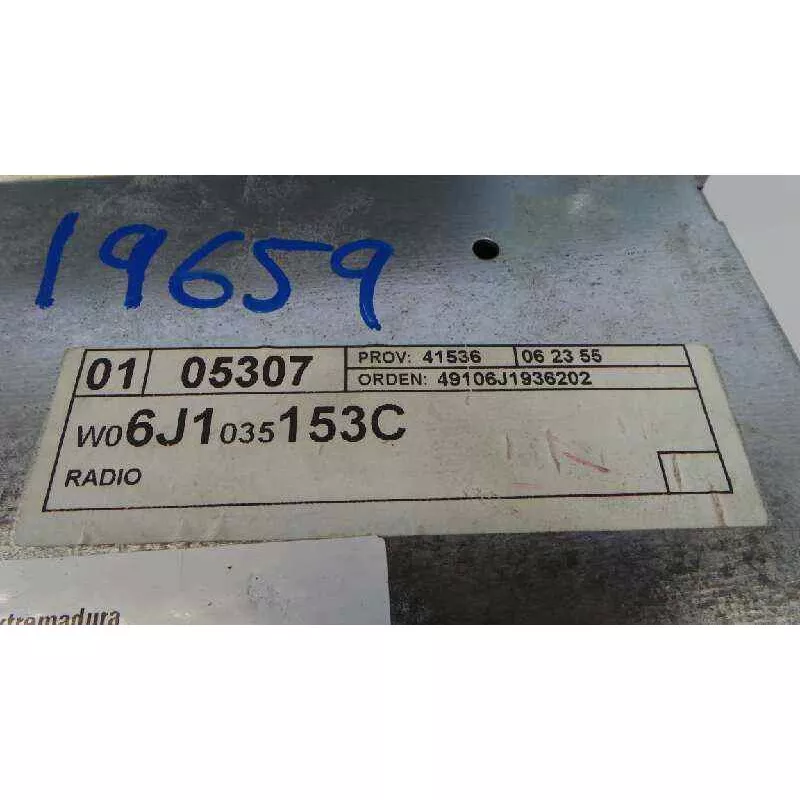 19659
01 05307 PROV: 41536 06 23 55
ORDEN: 49106J1936202
W06J1035153C
RADIO
xtremadura